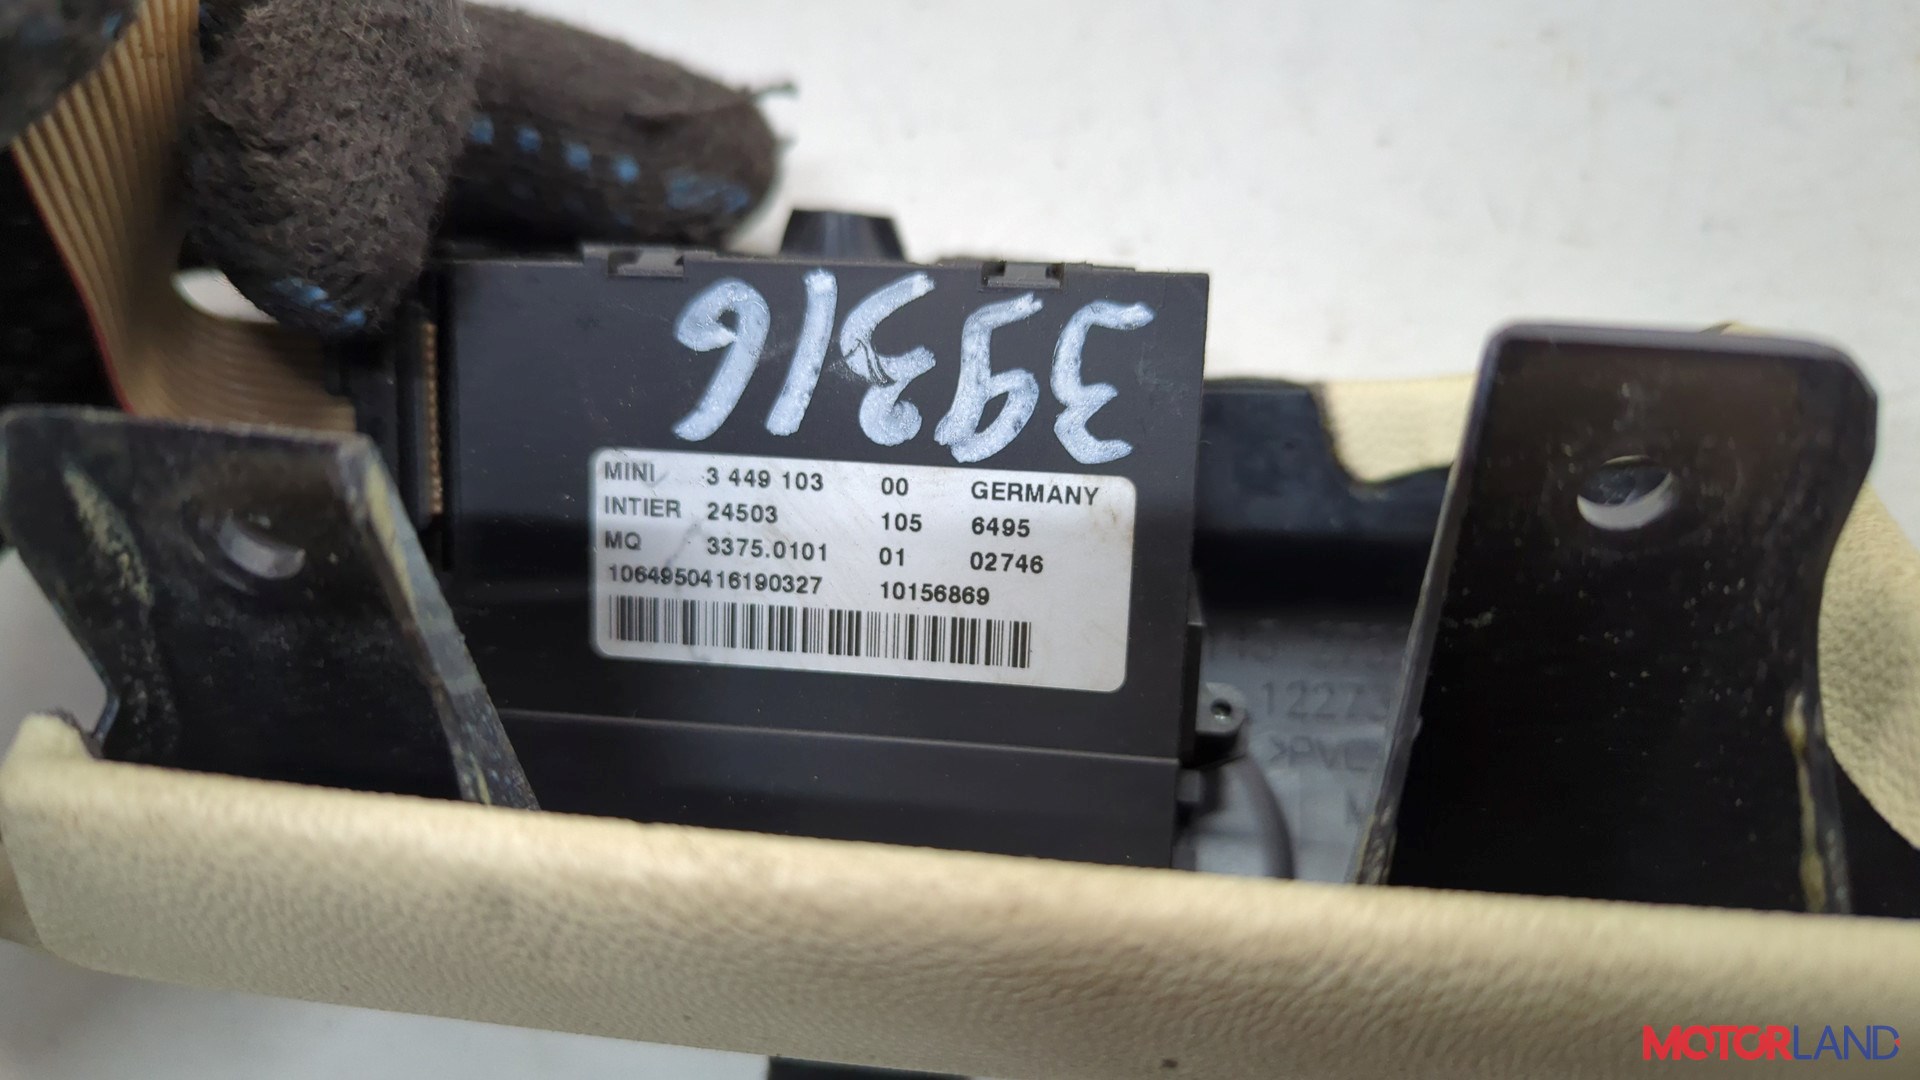 39316
MINI 3 449 103 00 GERMANY
INTIER 24503 105 6495
MQ 3375.0101 01 02746
1064950416190327 10156869
12273
MOTORLAND